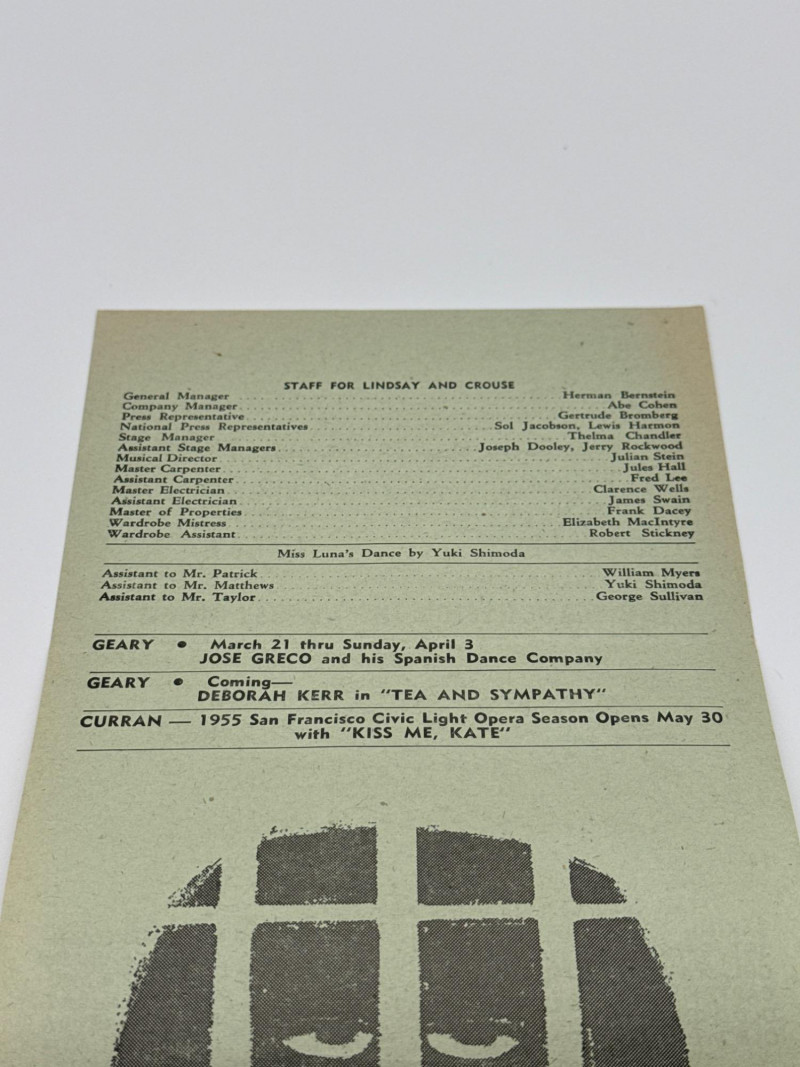 STAFF FOR LINDSAY AND CROUSE
General Manager . . . . . . . . . . . . . . . . . . . . Herman Bernstein
Company Manager . . . . . . . . . . . . . . . . . . . . Abe Cohen
Press Representative . . . . . . . . . . . . . . . . . . . . Gertrude Bromberg
National Press Representatives . . . . . . . . . . . . . . . . . . . . Sol Jacobson, Lewis Harmon
Stage Manager . . . . . . . . . . . . . . . . . . . . Thelma Chandler
Assistant Stage Managers . . . . . . . . . . . . . . . . . . . . Joseph Dooley, Jerry Rockwood
Musical Director . . . . . . . . . . . . . . . . . . . . Julian Stein
Master Carpenter . . . . . . . . . . . . . . . . . . . . Jules Hall
Assistant Carpenter . . . . . . . . . . . . . . . . . . . . Fred Lee
Master Electrician . . . . . . . . . . . . . . . . . . . . Clarence Wells
Assistant Electrician . . . . . . . . . . . . . . . . . . . . James Swain
Master of Properties . . . . . . . . . . . . . . . . . . . . Frank Dacey
Wardrobe Mistress . . . . . . . . . . . . . . . . . . . . Elizabeth MacIntyre
Wardrobe Assistant . . . . . . . . . . . . . . . . . . . . Robert Stickney
Miss Luna's Dance by Yuki Shimoda
Assistant to Mr. Patrick . . . . . . . . . . . . . . . . . . . . William Myers
Assistant to Mr. Matthews . . . . . . . . . . . . . . . . . . . . Yuki Shimoda
Assistant to Mr. Taylor . . . . . . . . . . . . . . . . . . . . George Sullivan
GEARY • March 21 thru Sunday, April 3
JOSE GRECO and his Spanish Dance Company
GEARY • Coming—
DEBORAH KERR in "TEA AND SYMPATHY"
CURRAN — 1955 San Francisco Civic Light Opera Season Opens May 30
with "KISS ME, KATE"